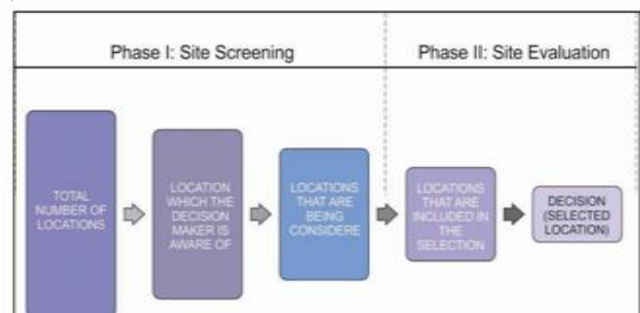 Phase I: Site Screening
Phase II: Site Evaluation
TOTAL
NUMBER OF
LOCATIONS
LOCATION
WHICH THE
DECISION
MAKER IS
AWARE OF
LOCATIONS
THAT ARE
BEING
CONSIDERE
LOCATIONS
THAT ARE
INCLUDED IN
THE
SELECTION
DECISION
(SELECTED
LOCATION)